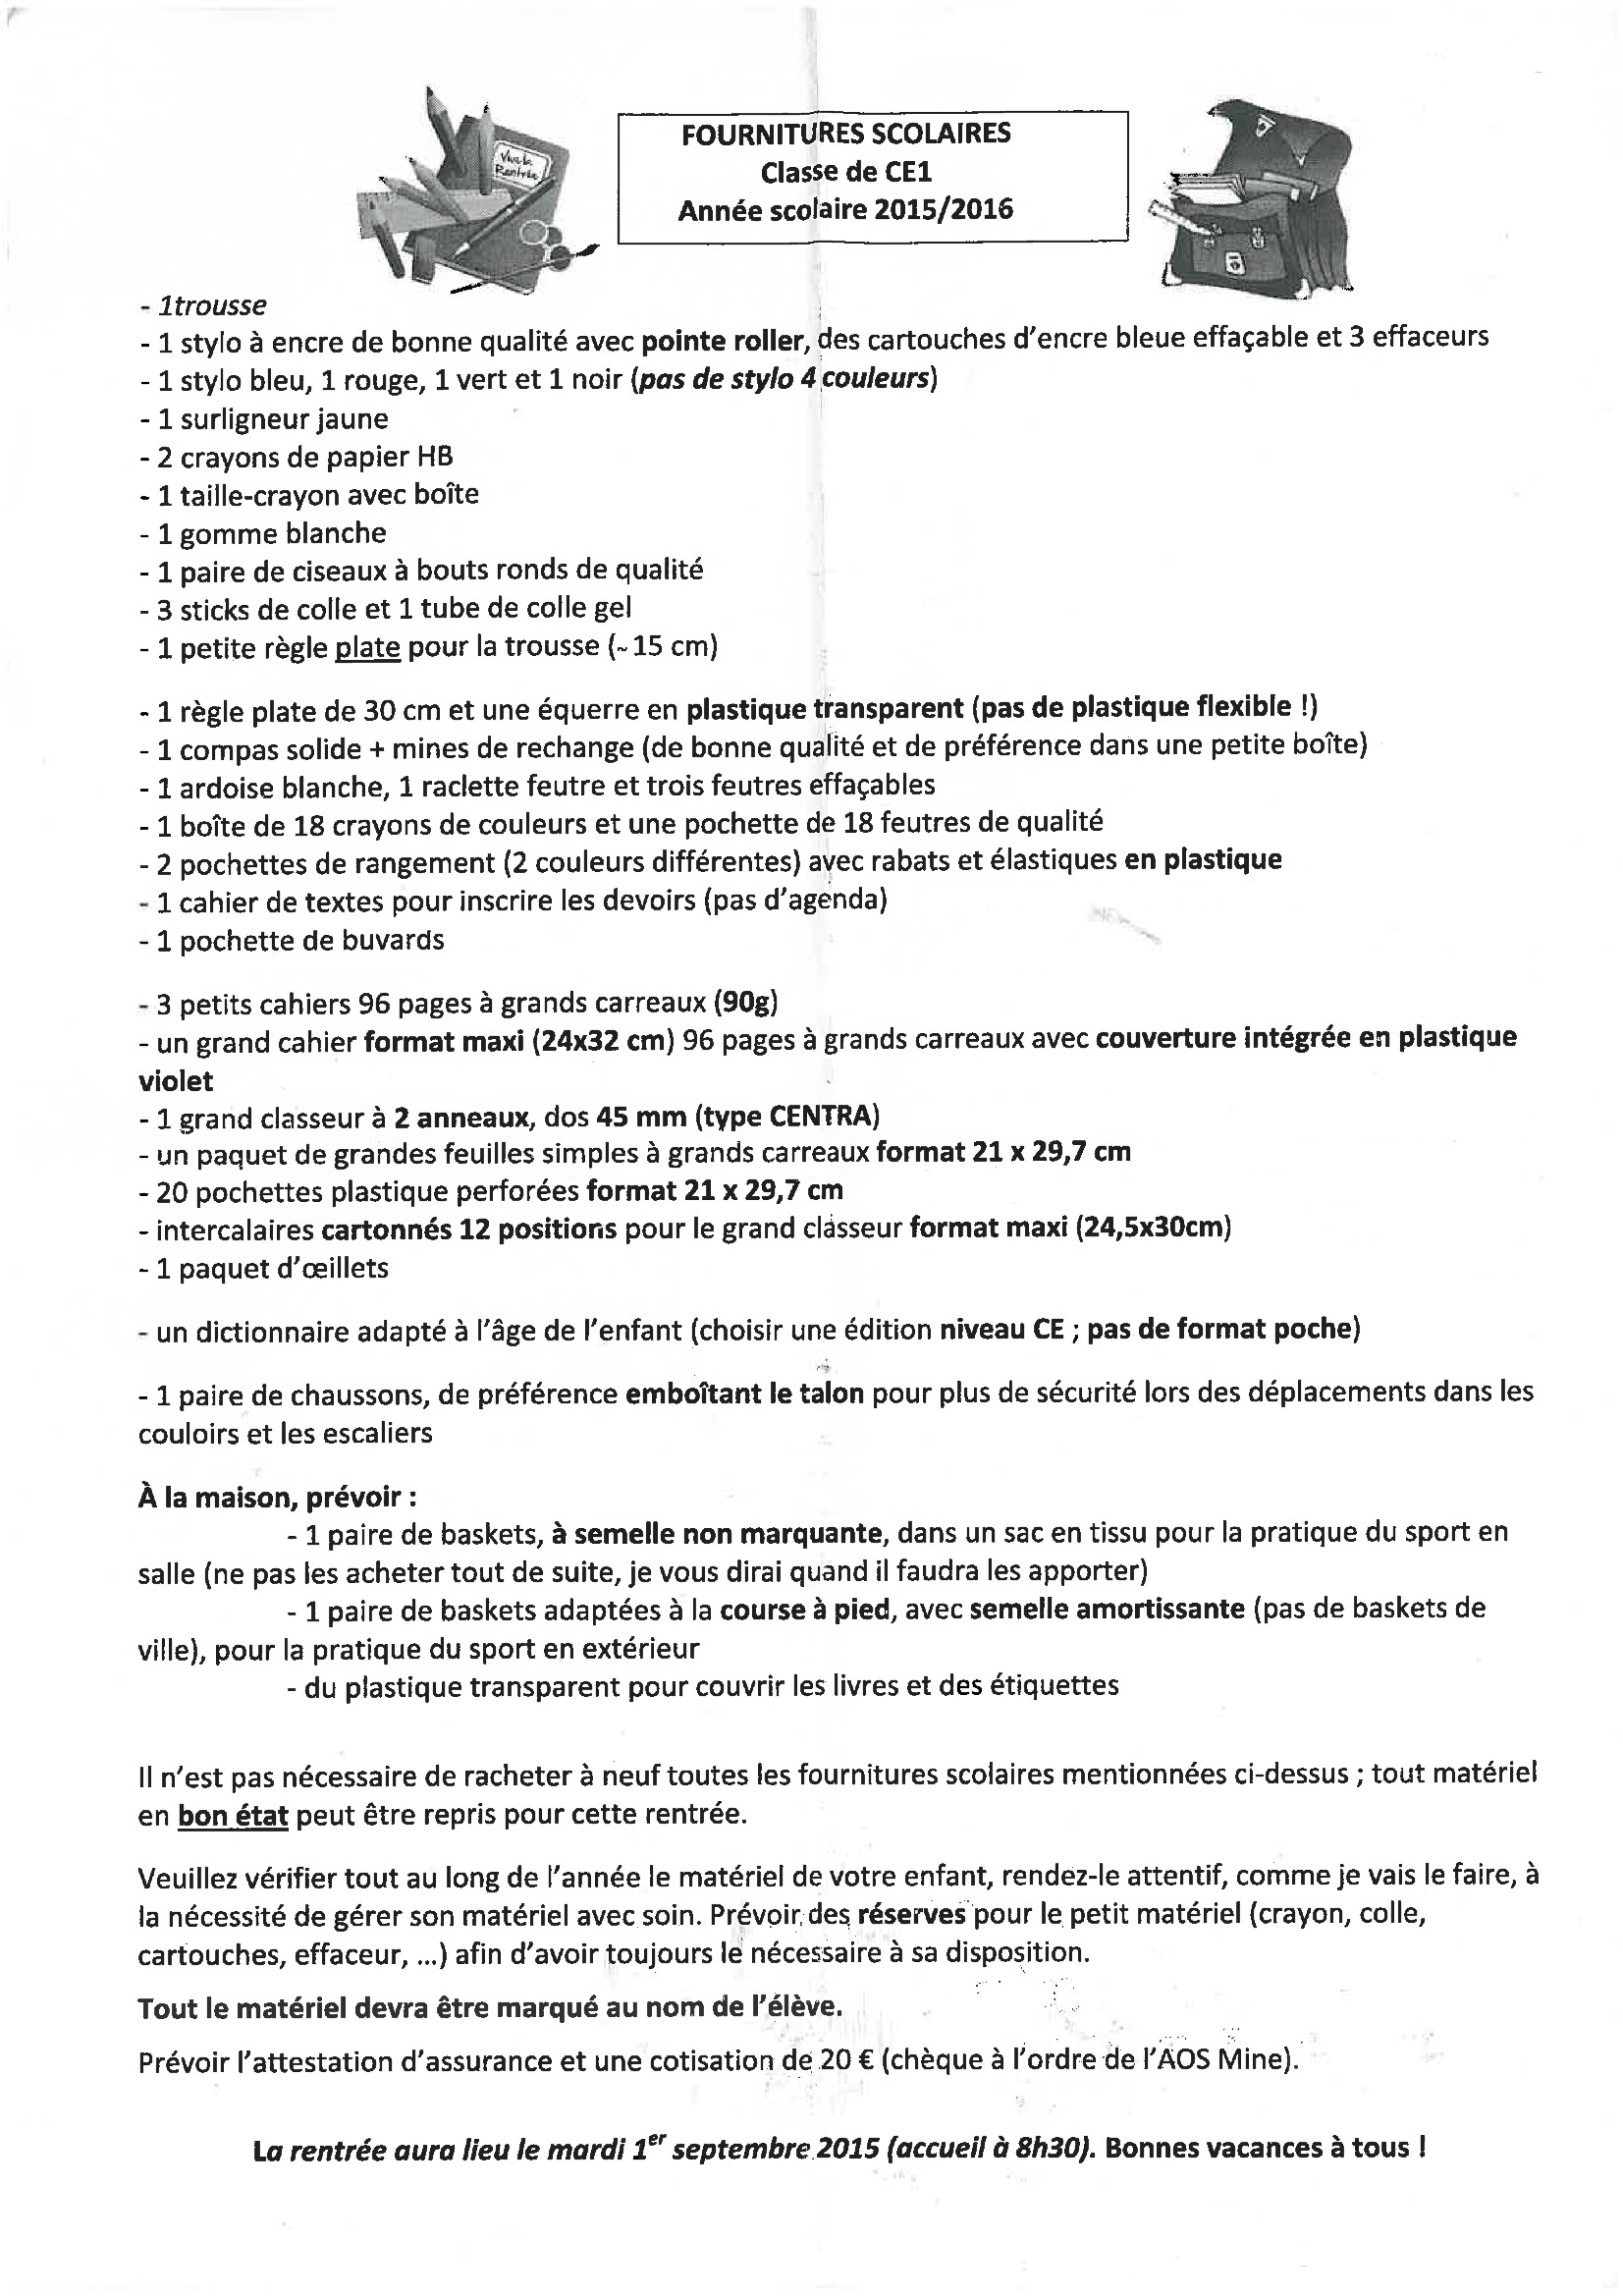 Vive la
Rentrée
FOURNITURES SCOLAIRES
Classe de CE1
Année scolaire 2015/2016
- 1trousse
- 1 stylo à encre de bonne qualité avec pointe roller, des cartouches d'encre bleue effaçable et 3 effaceurs
- 1 stylo bleu, 1 rouge, 1 vert et 1 noir (pas de stylo 4 couleurs)
- 1 surligneur jaune
- 2 crayons de papier HB
- 1 taille-crayon avec boîte
- 1 gomme blanche
- 1 paire de ciseaux à bouts ronds de qualité
- 3 sticks de colle et 1 tube de colle gel
- 1 petite règle plate pour la trousse (~ 15 cm)
- 1 règle plate de 30 cm et une équerre en plastique transparent (pas de plastique flexible !)
- 1 compas solide + mines de rechange (de bonne qualité et de préférence dans une petite boîte)
- 1 ardoise blanche, 1 raclette feutre et trois feutres effaçables
- 1 boîte de 18 crayons de couleurs et une pochette de 18 feutres de qualité
- 2 pochettes de rangement (2 couleurs différentes) avec rabats et élastiques en plastique
- 1 cahier de textes pour inscrire les devoirs (pas d'agenda)
- 1 pochette de buvards
- 3 petits cahiers 96 pages à grands carreaux (90g)
- un grand cahier format maxi (24x32 cm) 96 pages à grands carreaux avec couverture intégrée en plastique
violet
- 1 grand classeur à 2 anneaux, dos 45 mm (type CENTRA)
- un paquet de grandes feuilles simples à grands carreaux format 21 x 29,7 cm
- 20 pochettes plastique perforées format 21 x 29,7 cm
- intercalaires cartonnés 12 positions pour le grand classeur format maxi (24,5x30cm)
- 1 paquet d'œillets
- un dictionnaire adapté à l'âge de l'enfant (choisir une édition niveau CE ; pas de format poche)
- 1 paire de chaussons, de préférence emboîtant le talon pour plus de sécurité lors des déplacements dans les
couloirs et les escaliers
À la maison, prévoir :
- 1 paire de baskets, à semelle non marquante, dans un sac en tissu pour la pratique du sport en
salle (ne pas les acheter tout de suite, je vous dirai quand il faudra les apporter)
- 1 paire de baskets adaptées à la course à pied, avec semelle amortissante (pas de baskets de
ville), pour la pratique du sport en extérieur
- du plastique transparent pour couvrir les livres et des étiquettes
Il n'est pas nécessaire de racheter à neuf toutes les fournitures scolaires mentionnées ci-dessus ; tout matériel
en bon état peut être repris pour cette rentrée.
Veuillez vérifier tout au long de l'année le matériel de votre enfant, rendez-le attentif, comme je vais le faire, à
la nécessité de gérer son matériel avec soin. Prévoir des réserves pour le petit matériel (crayon, colle,
cartouches, effaceur, ...) afin d'avoir toujours le nécessaire à sa disposition.
Tout le matériel devra être marqué au nom de l'élève.
Prévoir l'attestation d'assurance et une cotisation de 20 € (chèque à l'ordre de l'AOS Mine).
La rentrée aura lieu le mardi 1er septembre 2015 (accueil à 8h30). Bonnes vacances à tous !